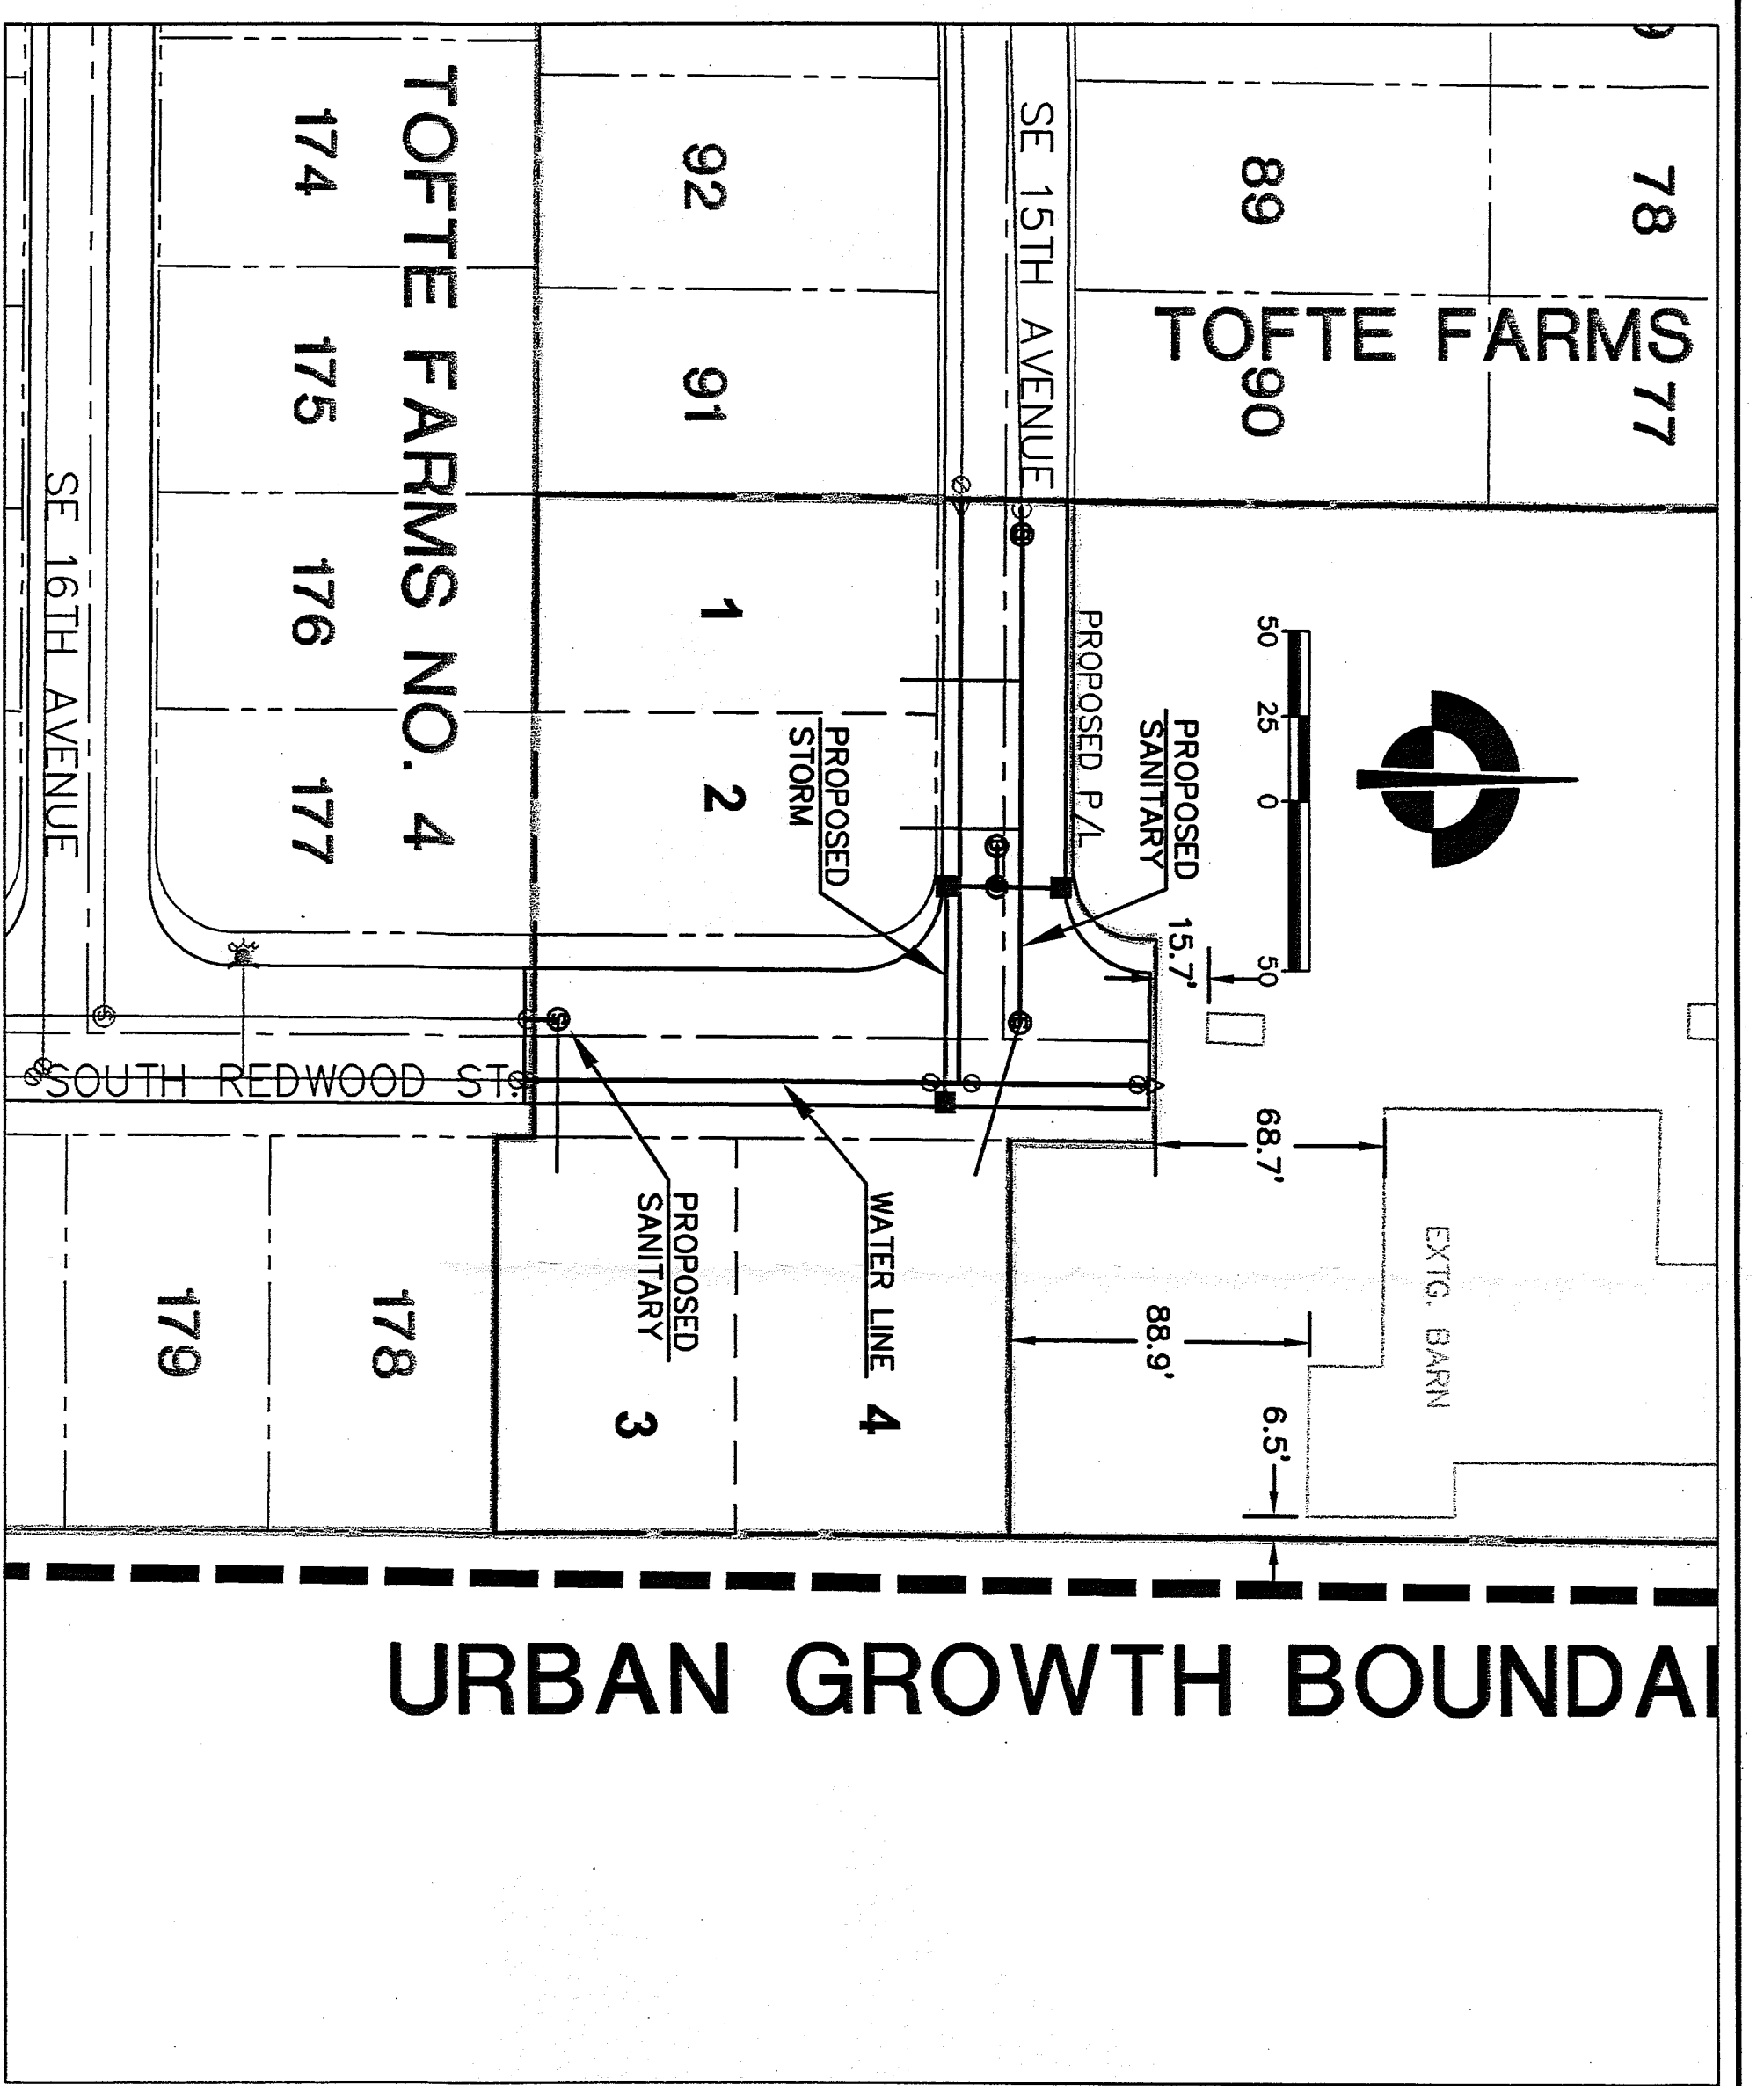 TOFTE FARMS
78
77
89
90
SE 15TH AVENUE
92
91
TOFTE FARMS NO. 4
174
175
176
177
SE 16TH AVENUE
50
25
0
50
PROPOSED P/L
PROPOSED
SANITARY
1
2
PROPOSED
STORM
15.7'
68.7'
88.9'
6.5'
EXTG. BARN
SOUTH REDWOOD ST.
WATER LINE
4
PROPOSED
SANITARY
3
178
179
URBAN GROWTH